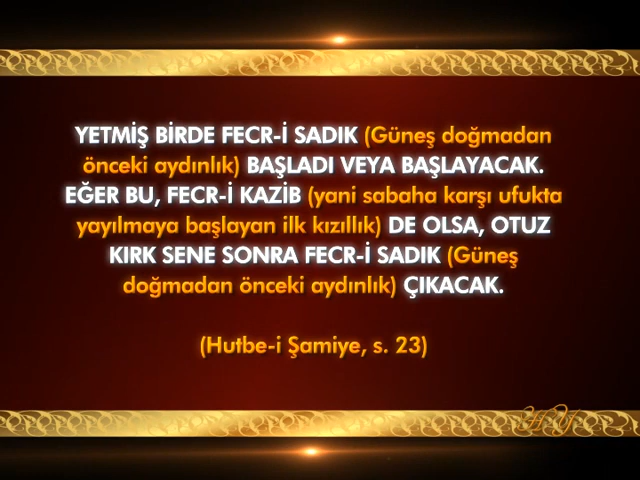 YETMİŞ BİRDE FECR-İ SADIK (Güneş doğmadan
önceki aydınlık) BAŞLADI VEYA BAŞLAYACAK.
EĞER BU, FECR-İ KAZİB (yani sabaha karşı ufukta
yayılmaya başlayan ilk kızıllık) DE OLSA, OTUZ
KIRK SENE SONRA FECR-İ SADIK (Güneş
doğmadan önceki aydınlık) ÇIKACAK.
(Hutbe-i Şamiye, s. 23)
HY